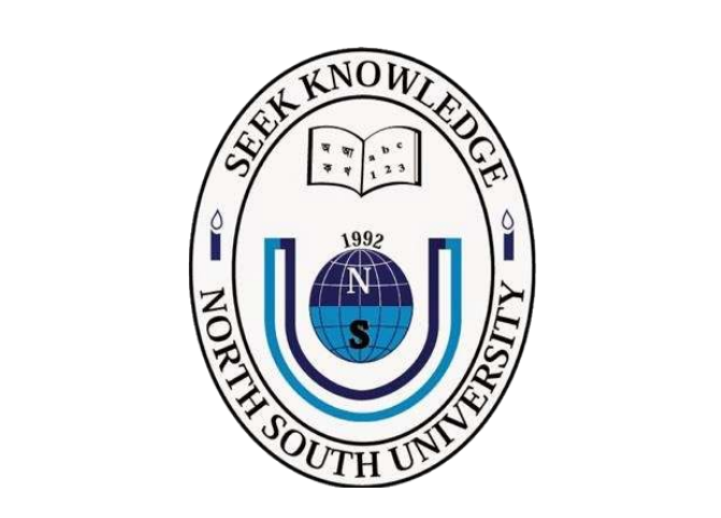 SEEK KNOWLEDGE
অ আ
ক খ
a b c
1 2 3
1992
N
S
NORTH SOUTH UNIVERSITY